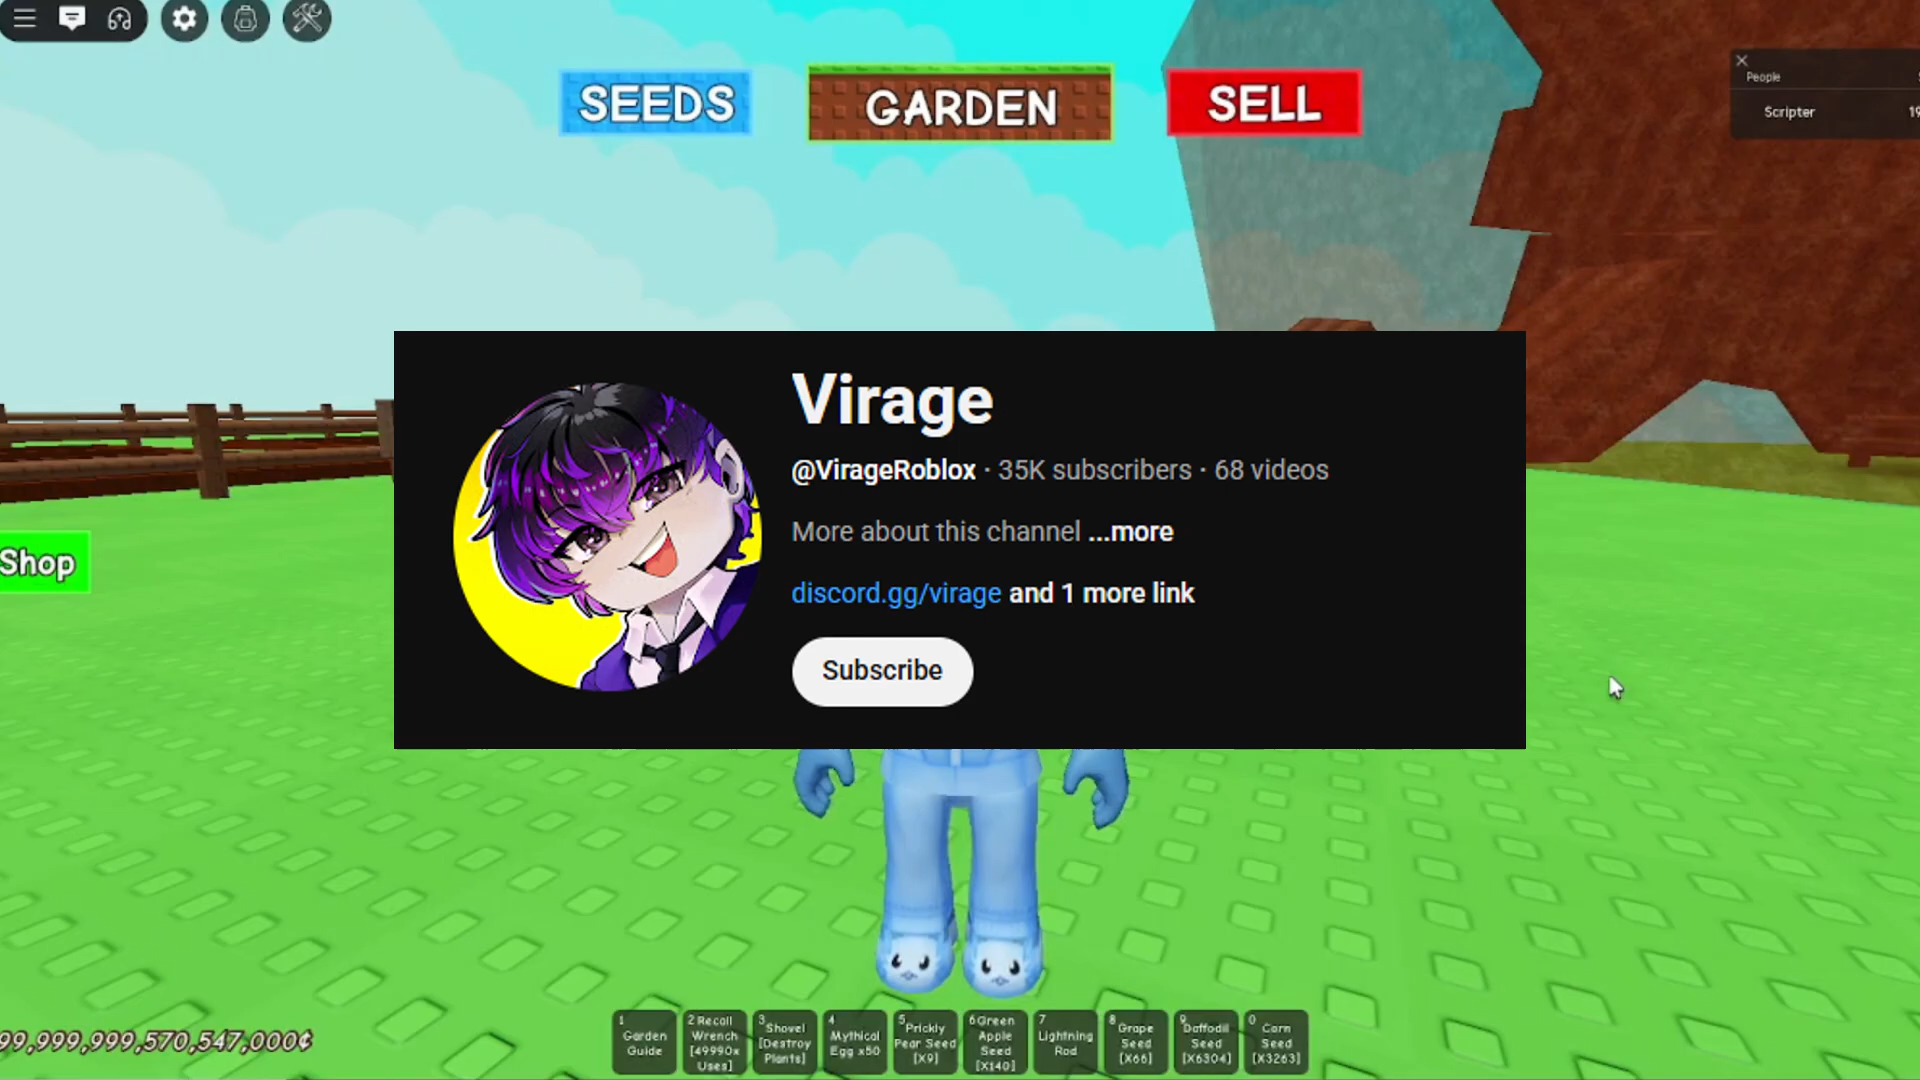 SEEDS
GARDEN
SELL
People
Scripter
19
Virage
@VirageRoblox · 35K subscribers · 68 videos
More about this channel ...more
discord.gg/virage and 1 more link
Subscribe
Shop
99,999,999,570,547,000¢
1
Garden
Guide
2 Recall
Wrench
[49990x
Uses]
3
Shovel
[Destroy
Plants]
4
Mythical
Egg x50
5
Prickly
Pear Seed
[X9]
6 Green
Apple
Seed
[X140]
7
Lightning
Rod
8
Grape
Seed
[X66]
9
Daffodil
Seed
[X6304]
0
Corn
Seed
[X3263]